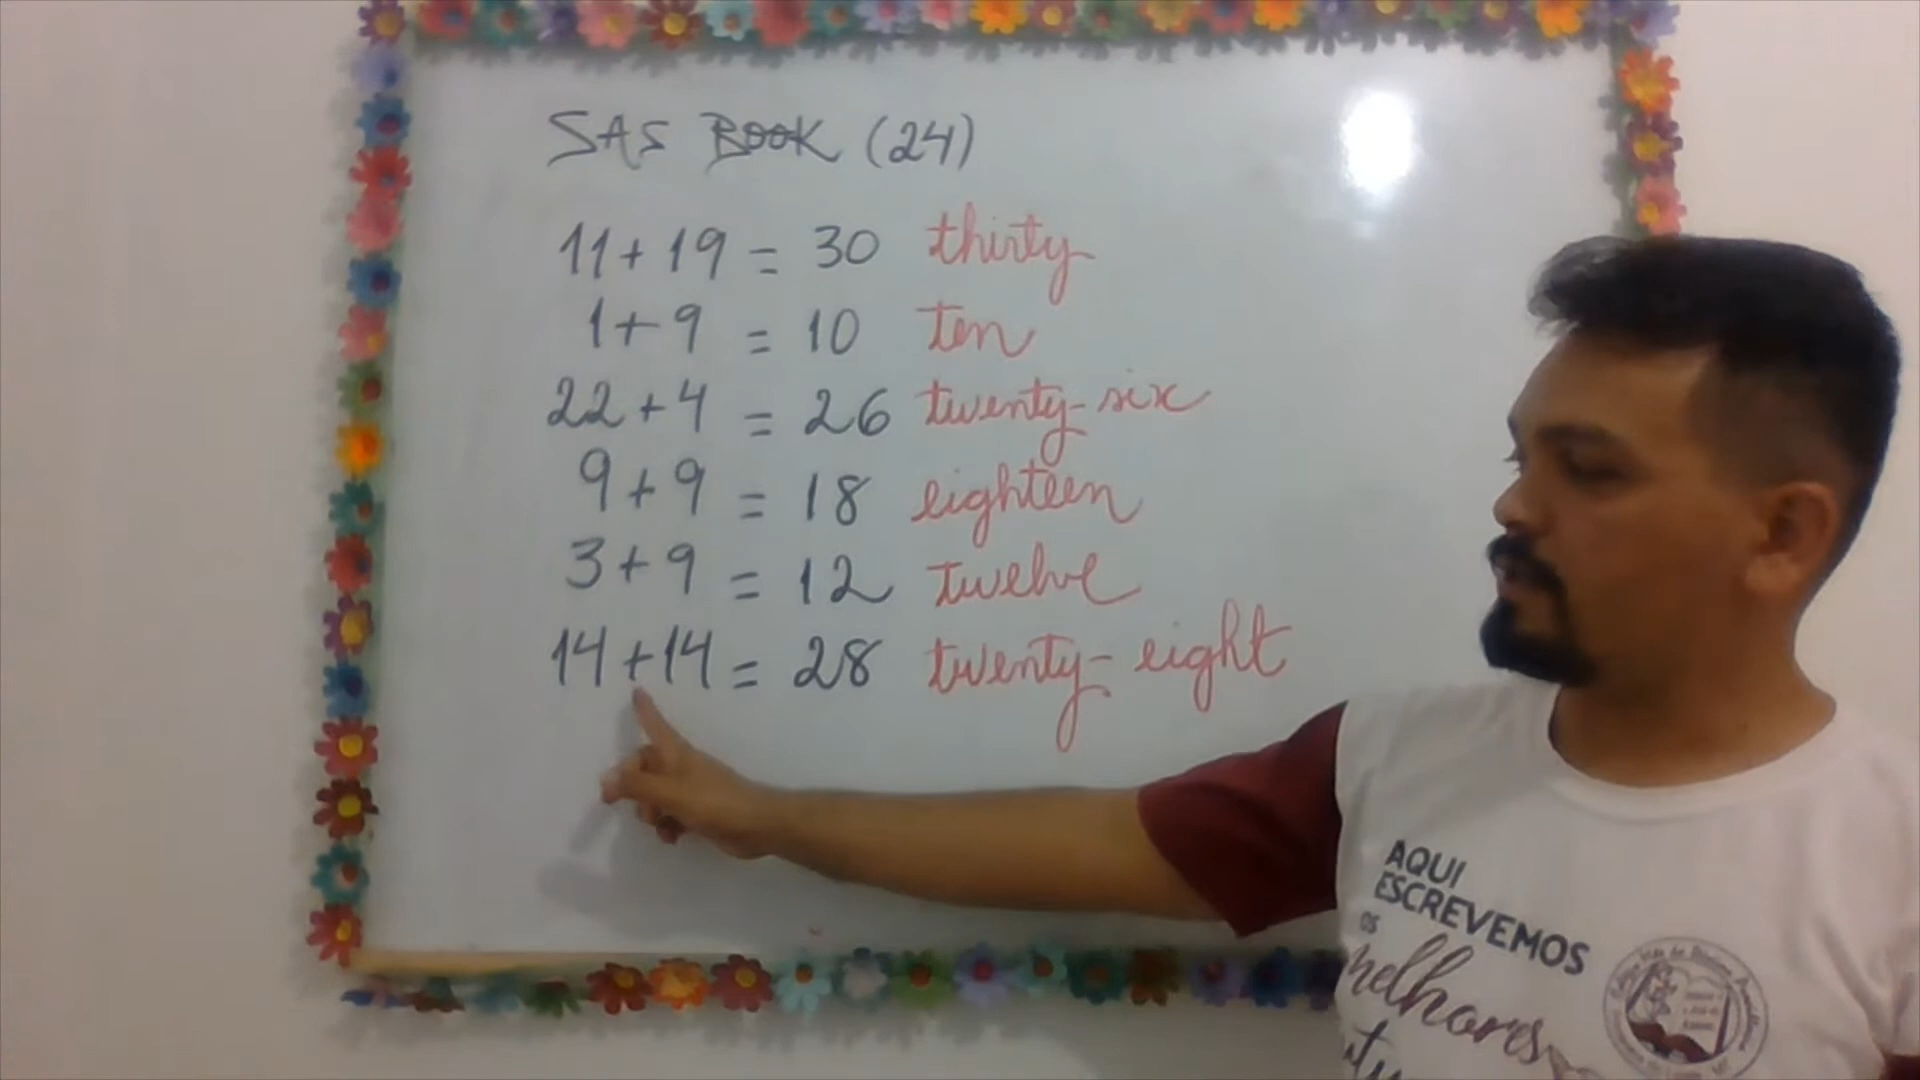 SAS BOOK (24)
11 + 19 = 30 thirty
1 + 9 = 10 ten
22 + 4 = 26 twenty-six
9 + 9 = 18 eighteen
3 + 9 = 12 twelve
14 + 14 = 28 twenty-eight
AQUI
ESCREVEMOS
os
melhores